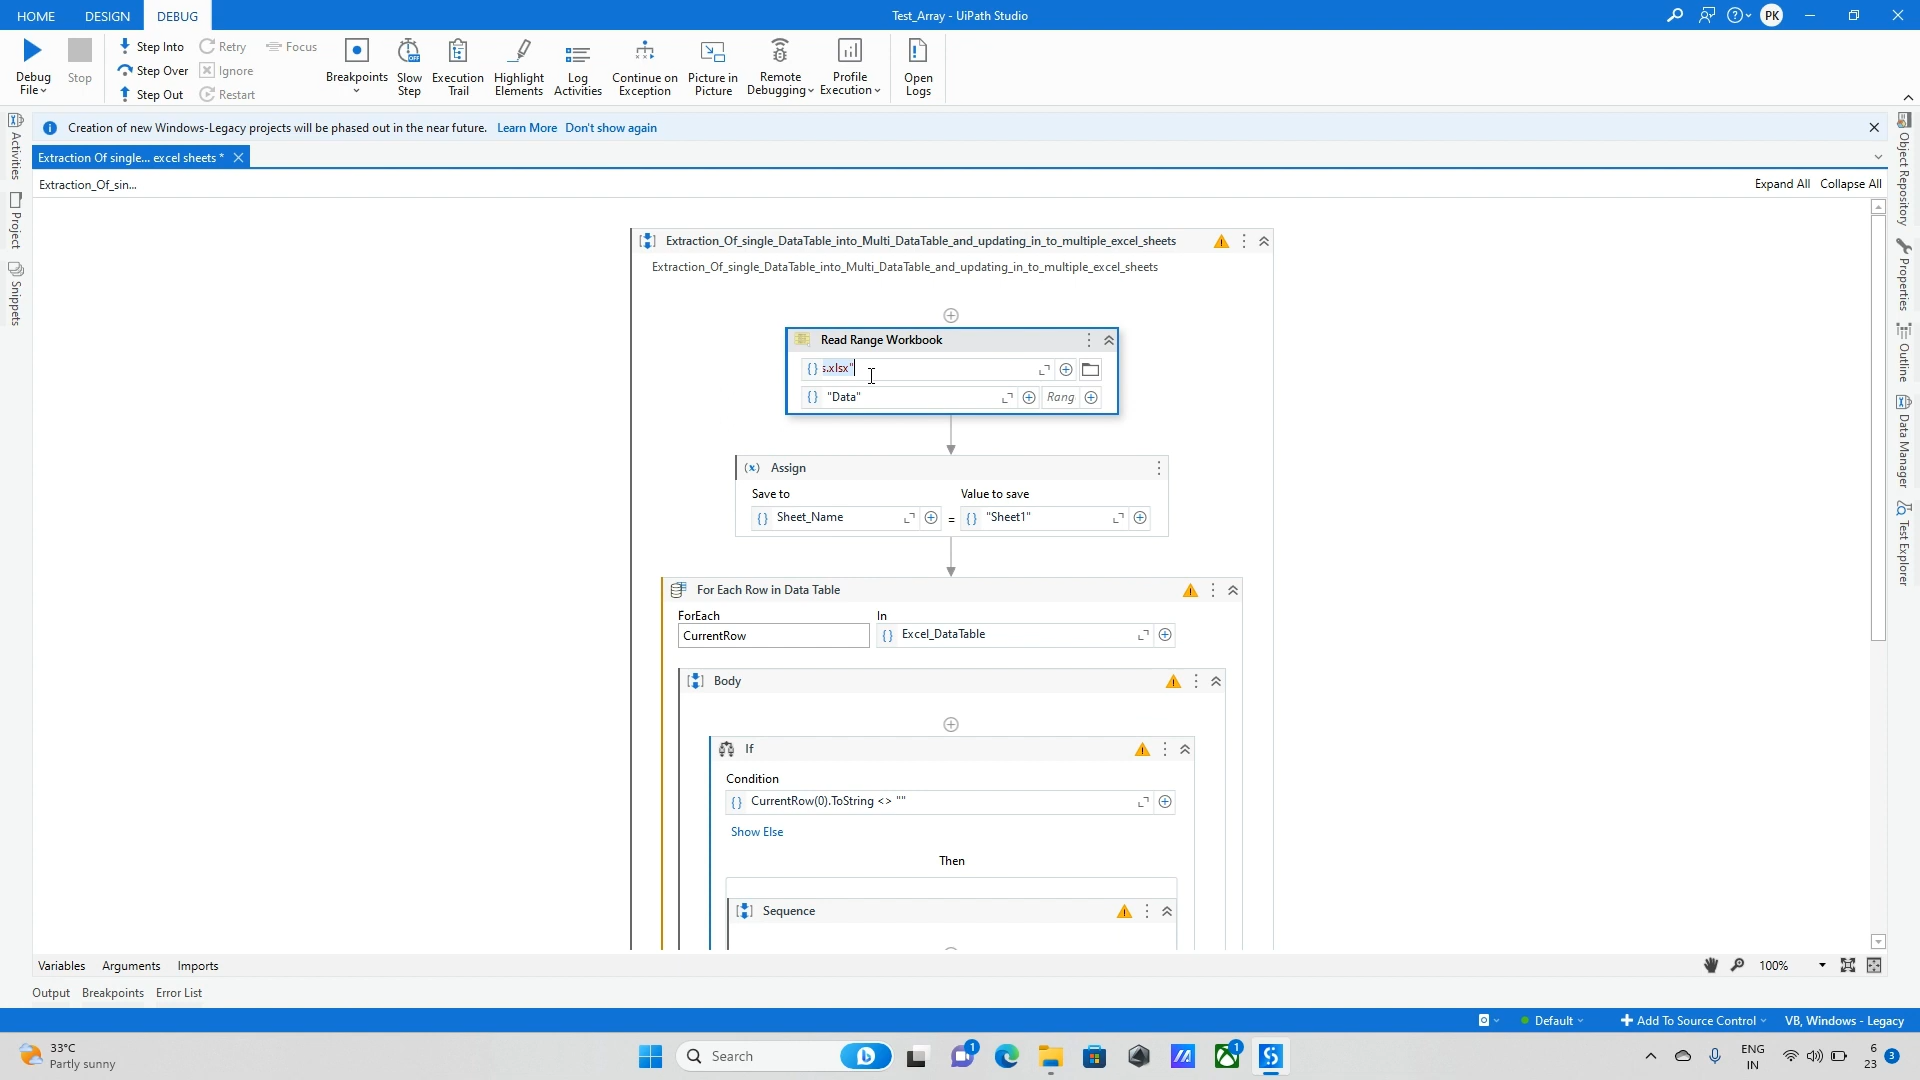 HOME DESIGN DEBUG
Test_Array - UiPath Studio
PK
Debug File
Stop
Step Into
Step Over
Step Out
Retry
Ignore
Restart
Focus
Breakpoints
Slow Step
OFF
Execution Trail
Highlight Elements
Log Activities
Continue on Exception
Picture in Picture
Remote Debugging
Profile Execution
Open Logs
Creation of new Windows-Legacy projects will be phased out in the near future. Learn More Don't show again
Extraction Of single... excel sheets *
Extraction_Of_sin...
Expand All Collapse All
Activities
Project
Snippets
Object Repository
Properties
Outline
Data Manager
Test Explorer
Extraction_Of_single_DataTable_into_Multi_DataTable_and_updating_in_to_multiple_excel_sheets
Extraction_Of_single_DataTable_into_Multi_DataTable_and_updating_in_to_multiple_excel_sheets
Read Range Workbook
s.xlsx"
"Data"
Rang
Assign
Save to
Value to save
Sheet_Name
=
"Sheet1"
For Each Row in Data Table
ForEach
In
CurrentRow
Excel_DataTable
Body
If
Condition
CurrentRow(0).ToString <> ""
Show Else
Then
Sequence
Variables Arguments Imports
100%
Output Breakpoints Error List
Default
Add To Source Control
VB, Windows - Legacy
33°C
Partly sunny
Search
1
1
ENG
IN
6
23
3